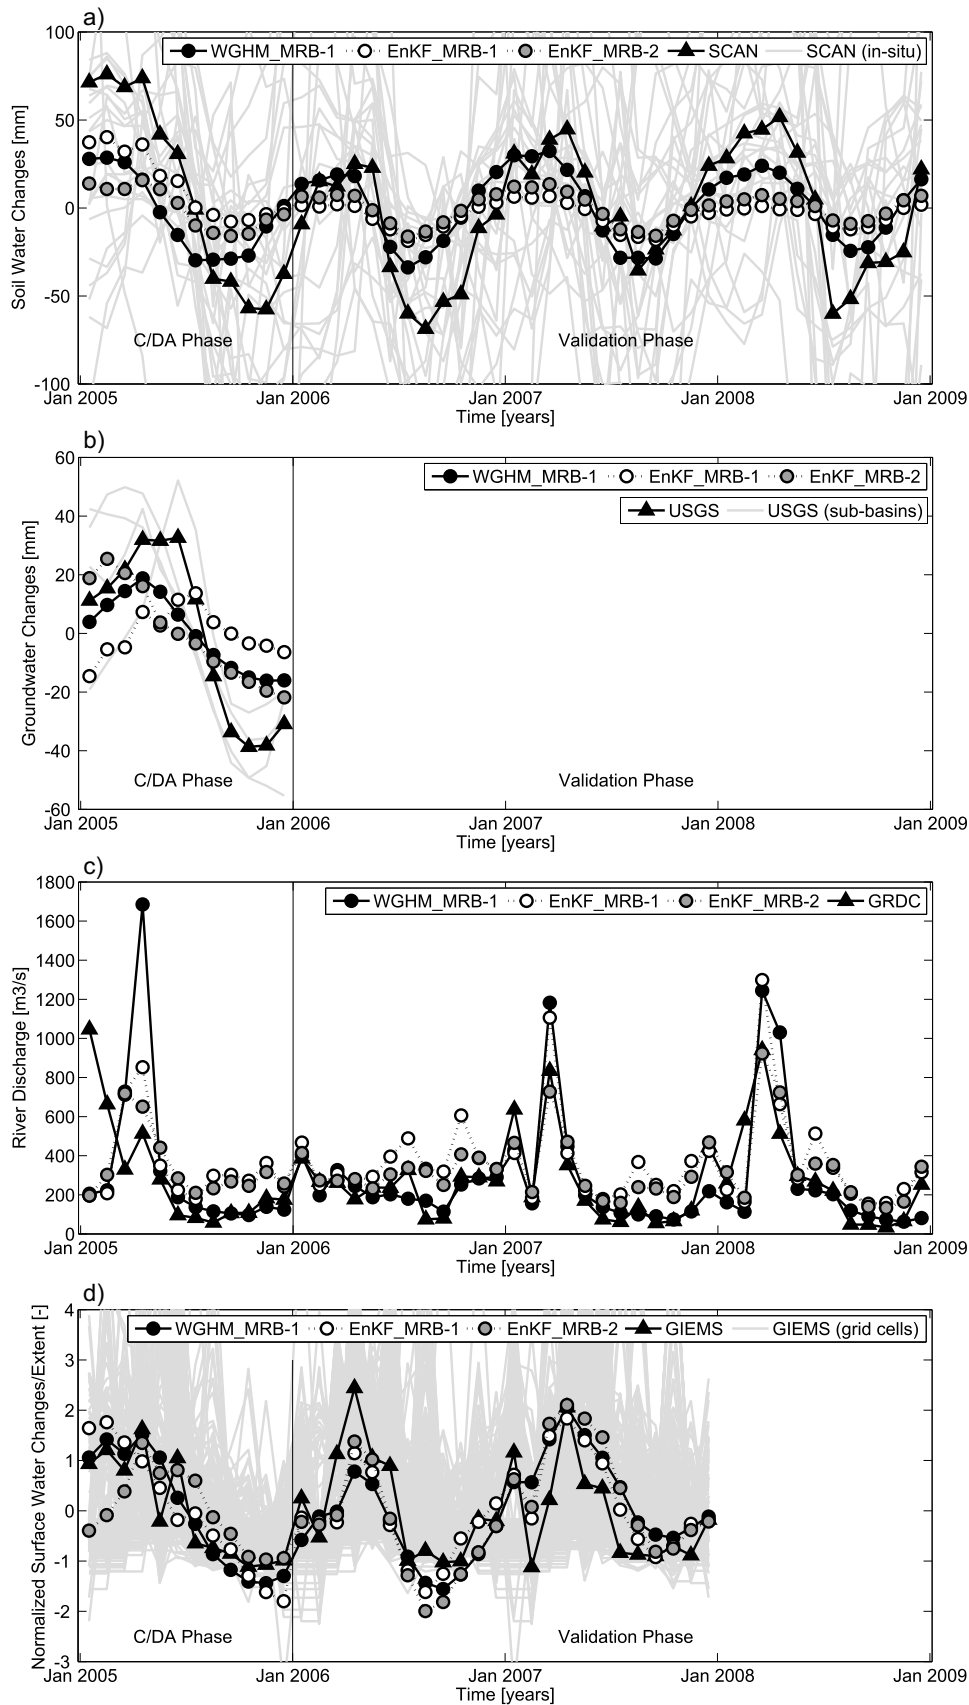 a)
100
50
0
-50
-100
Soil Water Changes [mm]
WGHM_MRB-1 EnKF_MRB-1 EnKF_MRB-2 SCAN SCAN (in-situ)
C/DA Phase Validation Phase
Jan 2005 Jan 2006 Jan 2007 Jan 2008 Jan 2009
Time [years]
b)
60
40
20
0
-20
-40
-60
Groundwater Changes [mm]
WGHM_MRB-1 EnKF_MRB-1 EnKF_MRB-2
USGS USGS (sub-basins)
C/DA Phase Validation Phase
Jan 2005 Jan 2006 Jan 2007 Jan 2008 Jan 2009
Time [years]
c)
1800
1600
1400
1200
1000
800
600
400
200
0
River Discharge [m3/s]
WGHM_MRB-1 EnKF_MRB-1 EnKF_MRB-2 GRDC
Jan 2005 Jan 2006 Jan 2007 Jan 2008 Jan 2009
Time [years]
d)
4
3
2
1
0
-1
-2
-3
Normalized Surface Water Changes/Extent [-]
WGHM_MRB-1 EnKF_MRB-1 EnKF_MRB-2 GIEMS GIEMS (grid cells)
C/DA Phase Validation Phase
Jan 2005 Jan 2006 Jan 2007 Jan 2008 Jan 2009
Time [years]